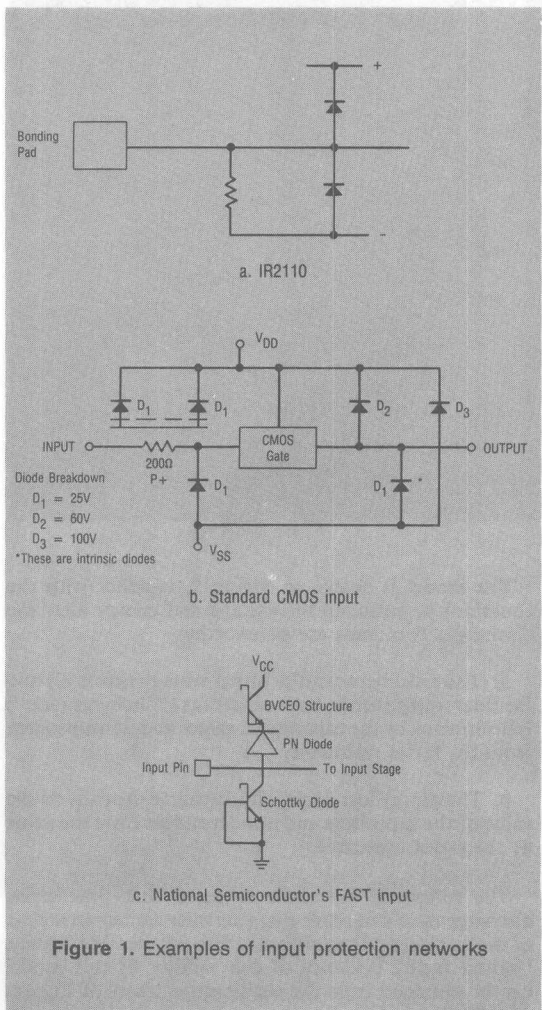 +
Bonding
Pad
-
a. IR2110
VDD
D1
D1
D2
D3
INPUT
CMOS
Gate
OUTPUT
200Ω
P+
Diode Breakdown
D1 = 25V
D2 = 60V
D3 = 100V
*These are intrinsic diodes
D1
D1 *
VSS
b. Standard CMOS input
VCC
BVCEO Structure
PN Diode
Input Pin
To Input Stage
Schottky Diode
c. National Semiconductor's FAST input
Figure 1. Examples of input protection networks